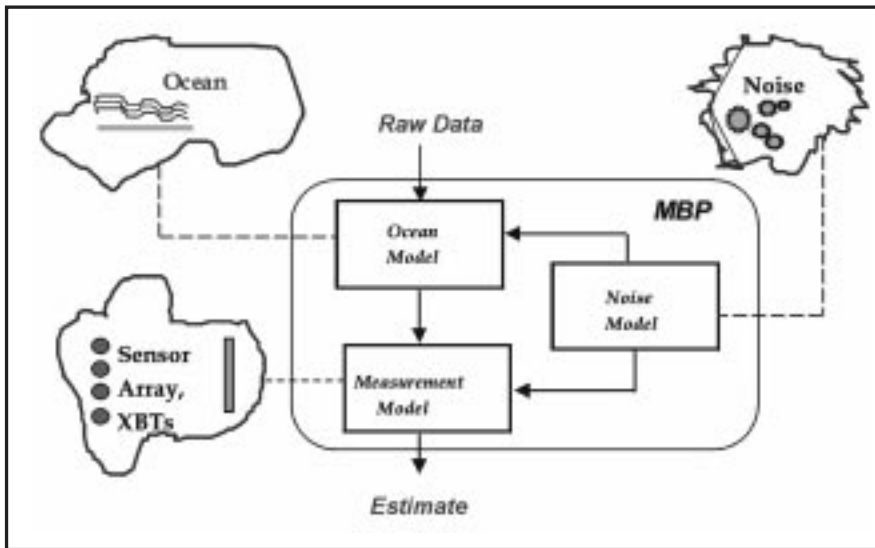 Ocean
Noise
Raw Data
MBP
Ocean
Model
Noise
Model
Sensor
Array,
XBTs
Measurement
Model
Estimate